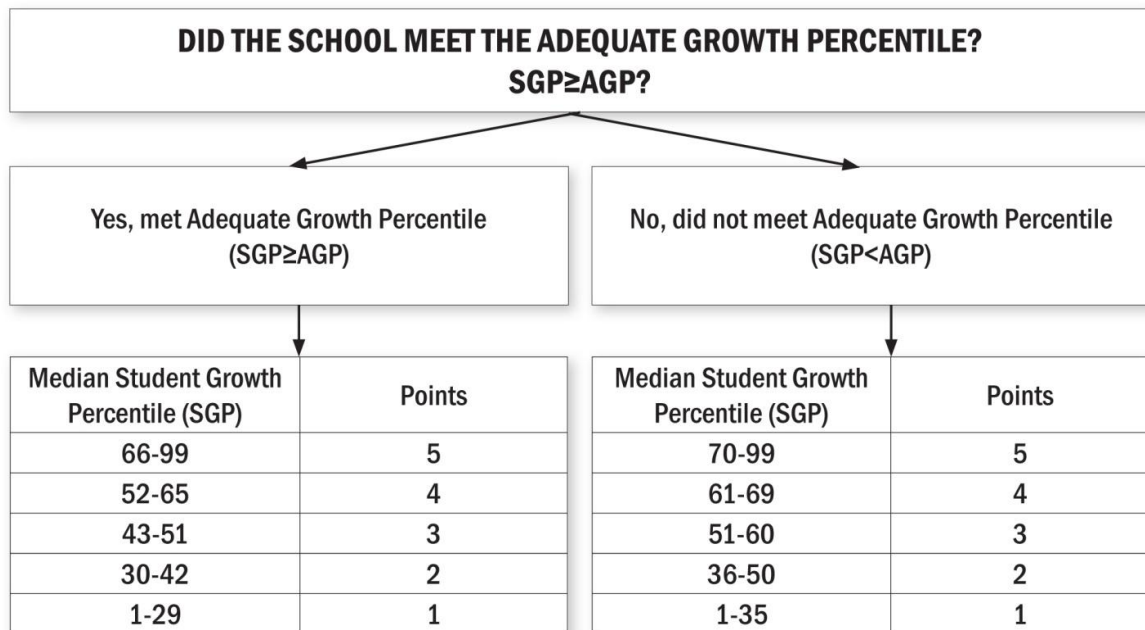 DID THE SCHOOL MEET THE ADEQUATE GROWTH PERCENTILE?
SGP≥AGP?
Yes, met Adequate Growth Percentile
(SGP≥AGP)
No, did not meet Adequate Growth Percentile
(SGP<AGP)
Median Student Growth
Percentile (SGP)
Points
66-99 5
52-65 4
43-51 3
30-42 2
1-29 1
Median Student Growth
Percentile (SGP)
Points
70-99 5
61-69 4
51-60 3
36-50 2
1-35 1